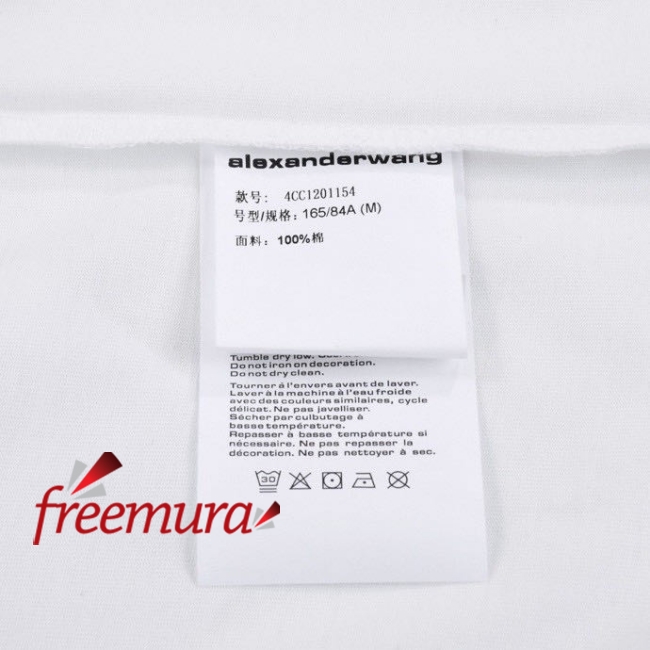 alexanderwang
款号: 4CC1201154
号型/规格: 165/84A (M)
面料: 100%棉
Tumble dry low.
Do not iron on decoration.
Do not dry clean.
Tourner à l'envers avant de laver.
Laver à la machine à l'eau froide
avec des couleurs similaires, cycle
délicat. Ne pas javelliser.
Sécher par culbutage à
basse température.
Repasser à basse température si
nécessaire. Ne pas repasser la
décoration. Ne pas nettoyer à sec.
30
freemura